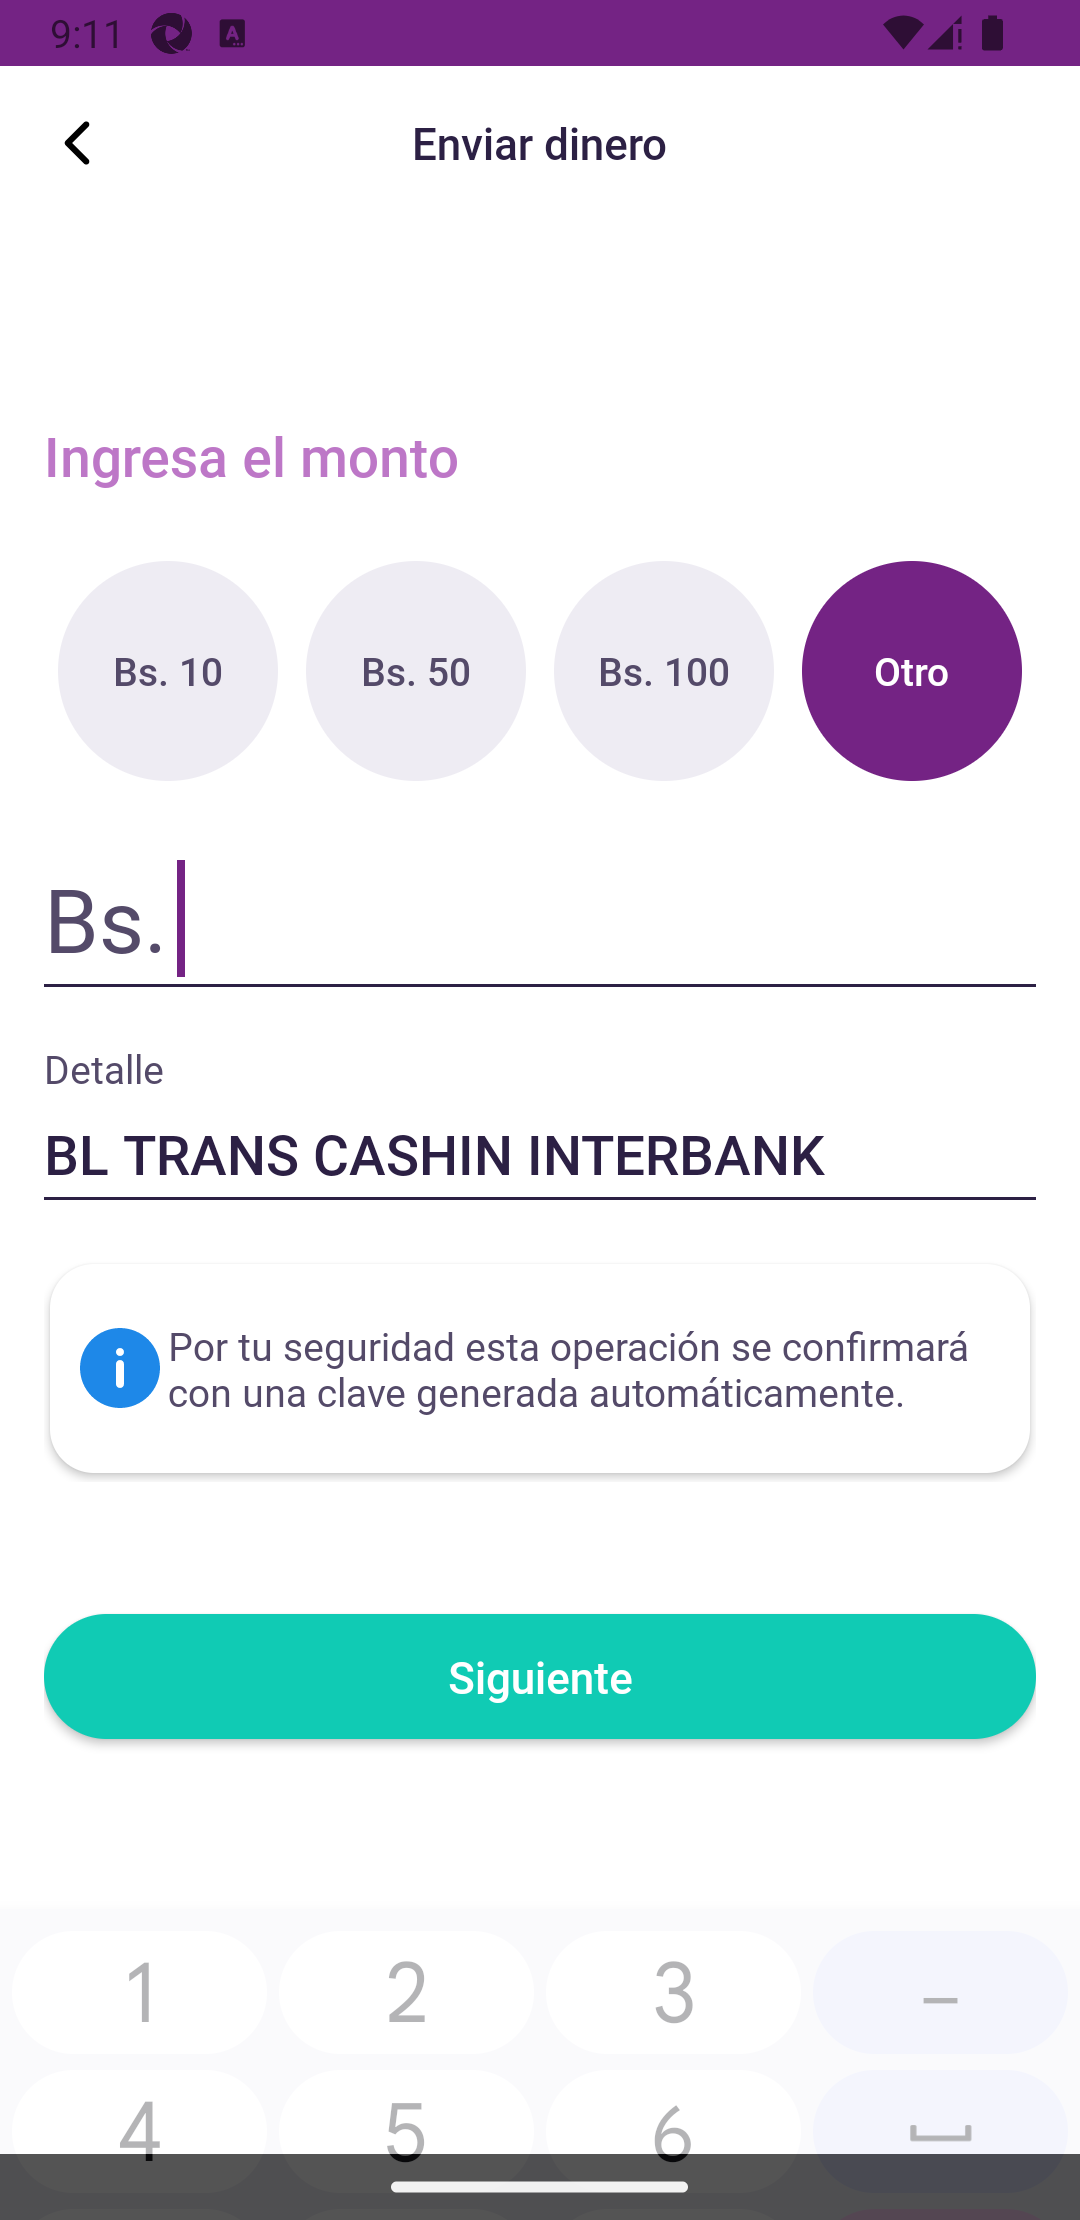 9:11
Enviar dinero
Ingresa el monto
Bs. 10 Bs. 50 Bs. 100 Otro
Bs.
Detalle
BL TRANS CASHIN INTERBANK
Por tu seguridad esta operación se confirmará
con una clave generada automáticamente.
Siguiente
1 2 3 –
4 5 6